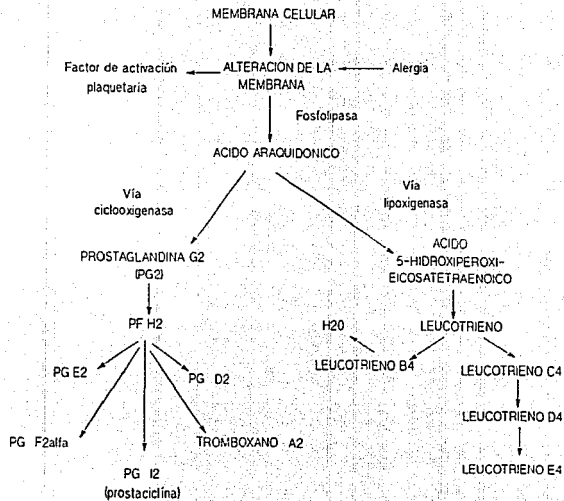 MEMBRANA CELULAR
Factor de activación
plaquetaria
ALTERACIÓN DE LA
MEMBRANA
Alergia
Fosfolipasa
ACIDO ARAQUIDONICO
Vía
ciclooxigenasa
Vía
lipoxigenasa
PROSTAGLANDINA G2
(PG2)
ACIDO
5-HIDROXIPEROXI-
EICOSATETRAENOICO
PF H2
H20
LEUCOTRIENO
PG E2
PG D2
LEUCOTRIENO B4
LEUCOTRIENO C4
PG F2alfa
TROMBOXANO A2
LEUCOTRIENO D4
PG I2
(prostaciclina)
LEUCOTRIENO E4